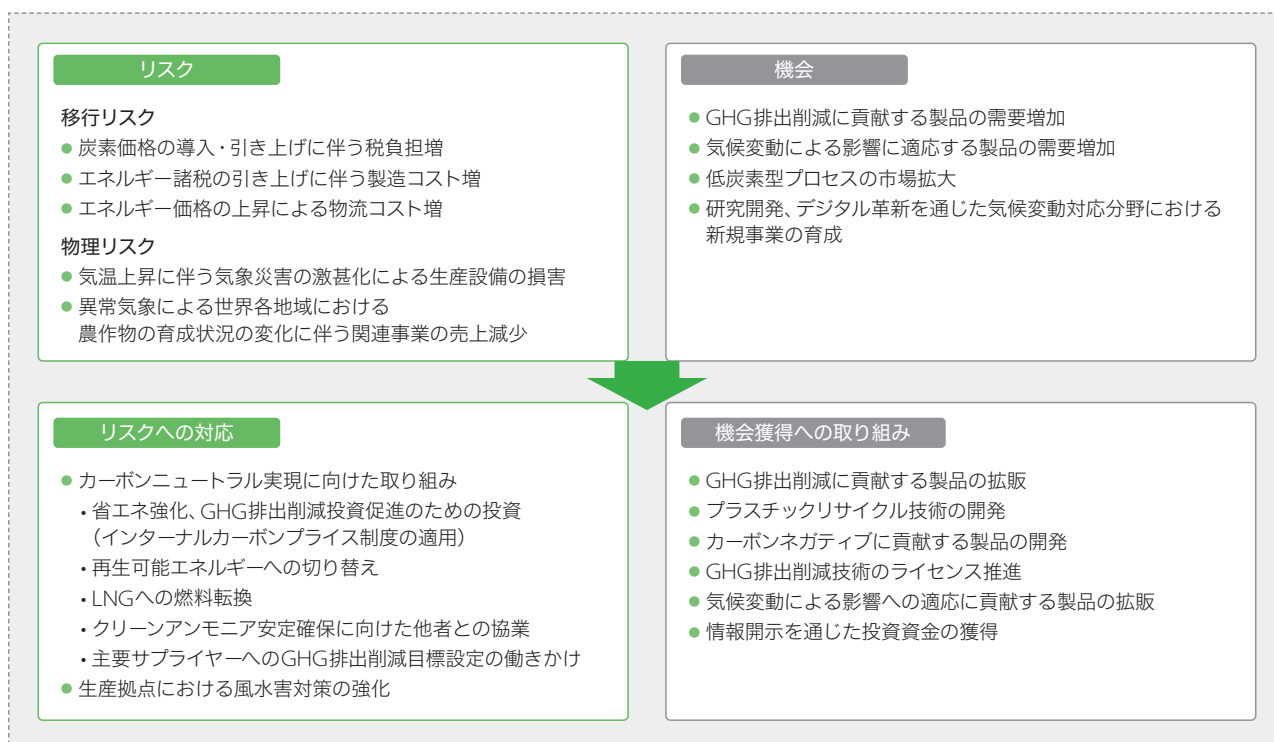 リスク
移行リスク
● 炭素価格の導入・引き上げに伴う税負担増
● エネルギー諸税の引き上げに伴う製造コスト増
● エネルギー価格の上昇による物流コスト増
物理リスク
● 気温上昇に伴う気象災害の激甚化による生産設備の損害
● 異常気象による世界各地域における
農作物の育成状況の変化に伴う関連事業の売上減少
機会
● GHG排出削減に貢献する製品の需要増加
● 気候変動による影響に適応する製品の需要増加
● 低炭素型プロセスの市場拡大
● 研究開発、デジタル革新を通じた気候変動対応分野における
新規事業の育成
リスクへの対応
● カーボンニュートラル実現に向けた取り組み
・省エネ強化、GHG排出削減投資促進のための投資
（インターナルカーボンプライス制度の適用）
・再生可能エネルギーへの切り替え
・LNGへの燃料転換
・クリーンアンモニア安定確保に向けた他者との協業
・主要サプライヤーへのGHG排出削減目標設定の働きかけ
● 生産拠点における風水害対策の強化
機会獲得への取り組み
● GHG排出削減に貢献する製品の拡販
● プラスチックリサイクル技術の開発
● カーボンネガティブに貢献する製品の開発
● GHG排出削減技術のライセンス推進
● 気候変動による影響への適応に貢献する製品の拡販
● 情報開示を通じた投資資金の獲得